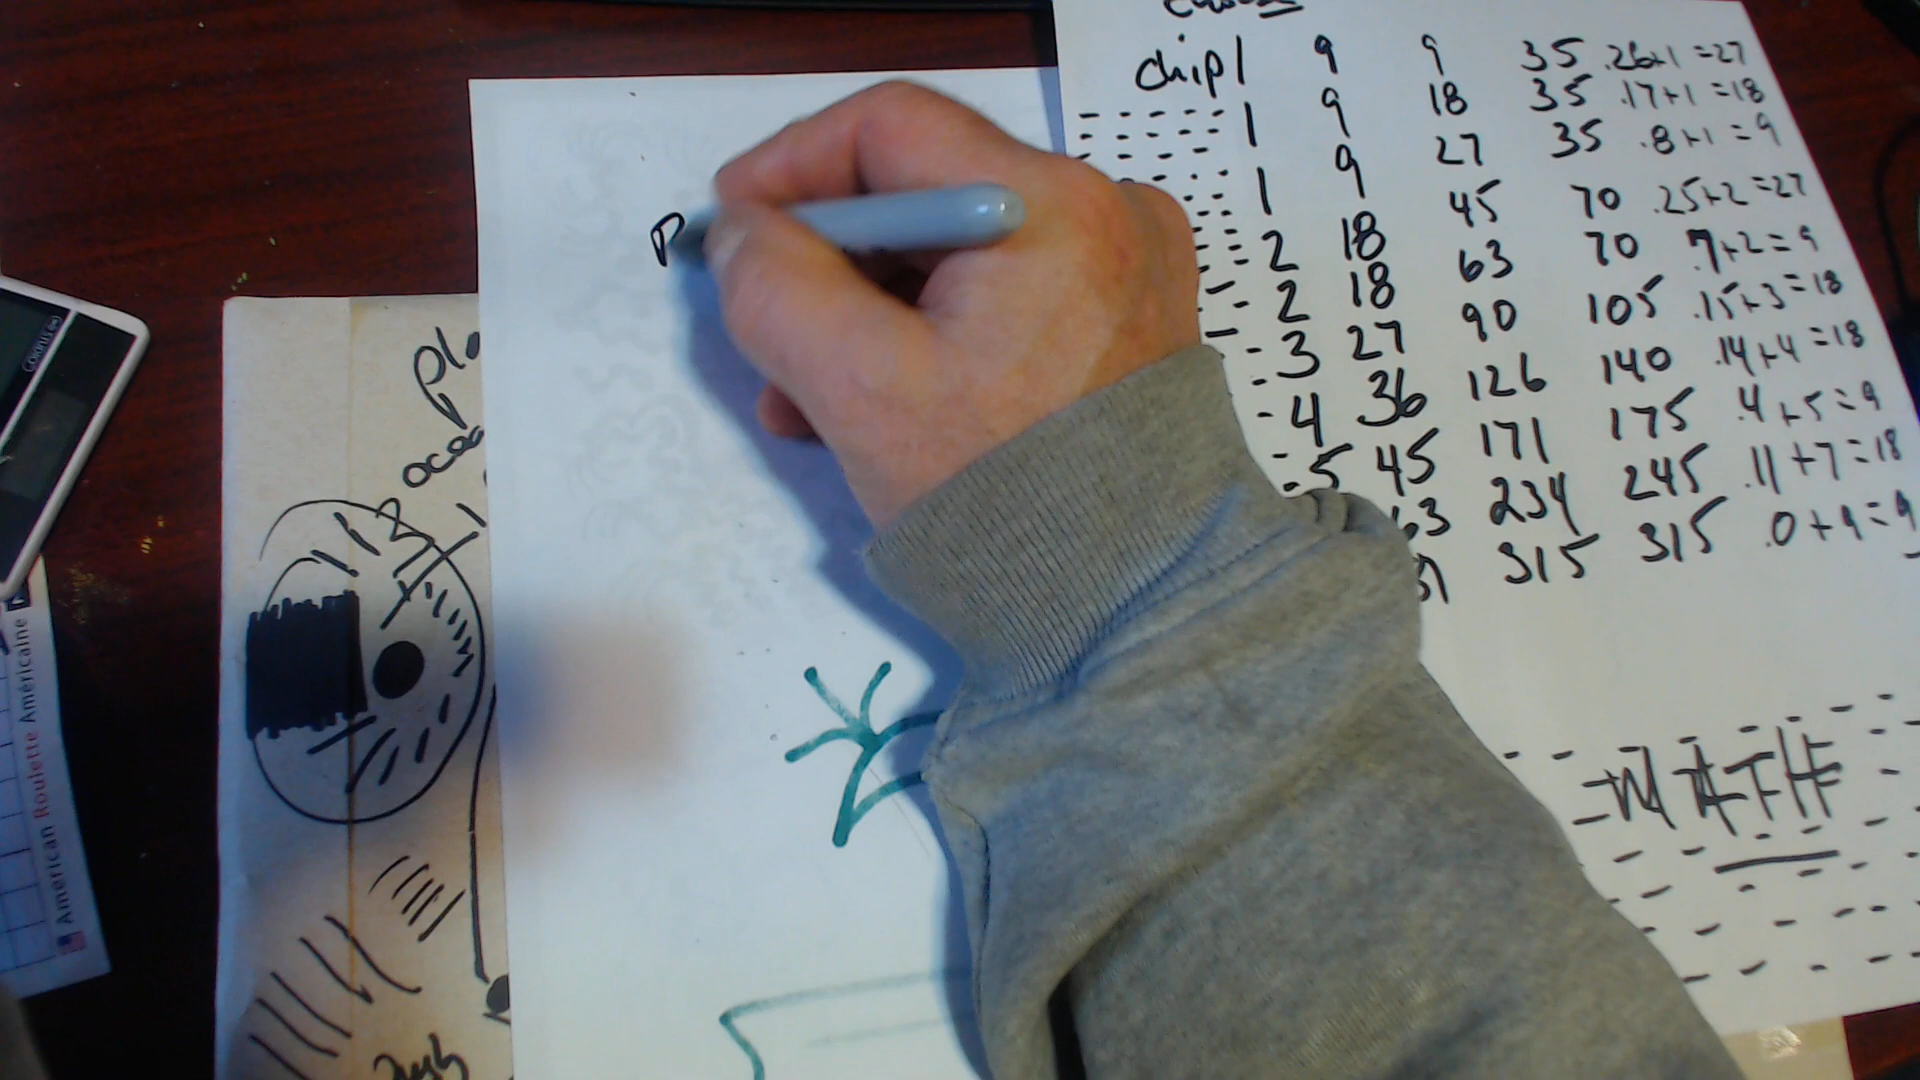 chip 1 9 9 35 .26+1 = 27
1 9 18 35 .17+1 = 18
1 9 27 35 .8+1 = 9
2 18 45 70 .25+2 = 27
2 18 63 70 .7+2 = 9
3 27 90 105 .15+3 = 18
4 36 126 140 .14+4 = 18
5 45 171 175 .4+5 = 9
63 234 245 .11+7 = 18
81 315 315 .0+9 = 9
MATH
P
American Roulette Américaine